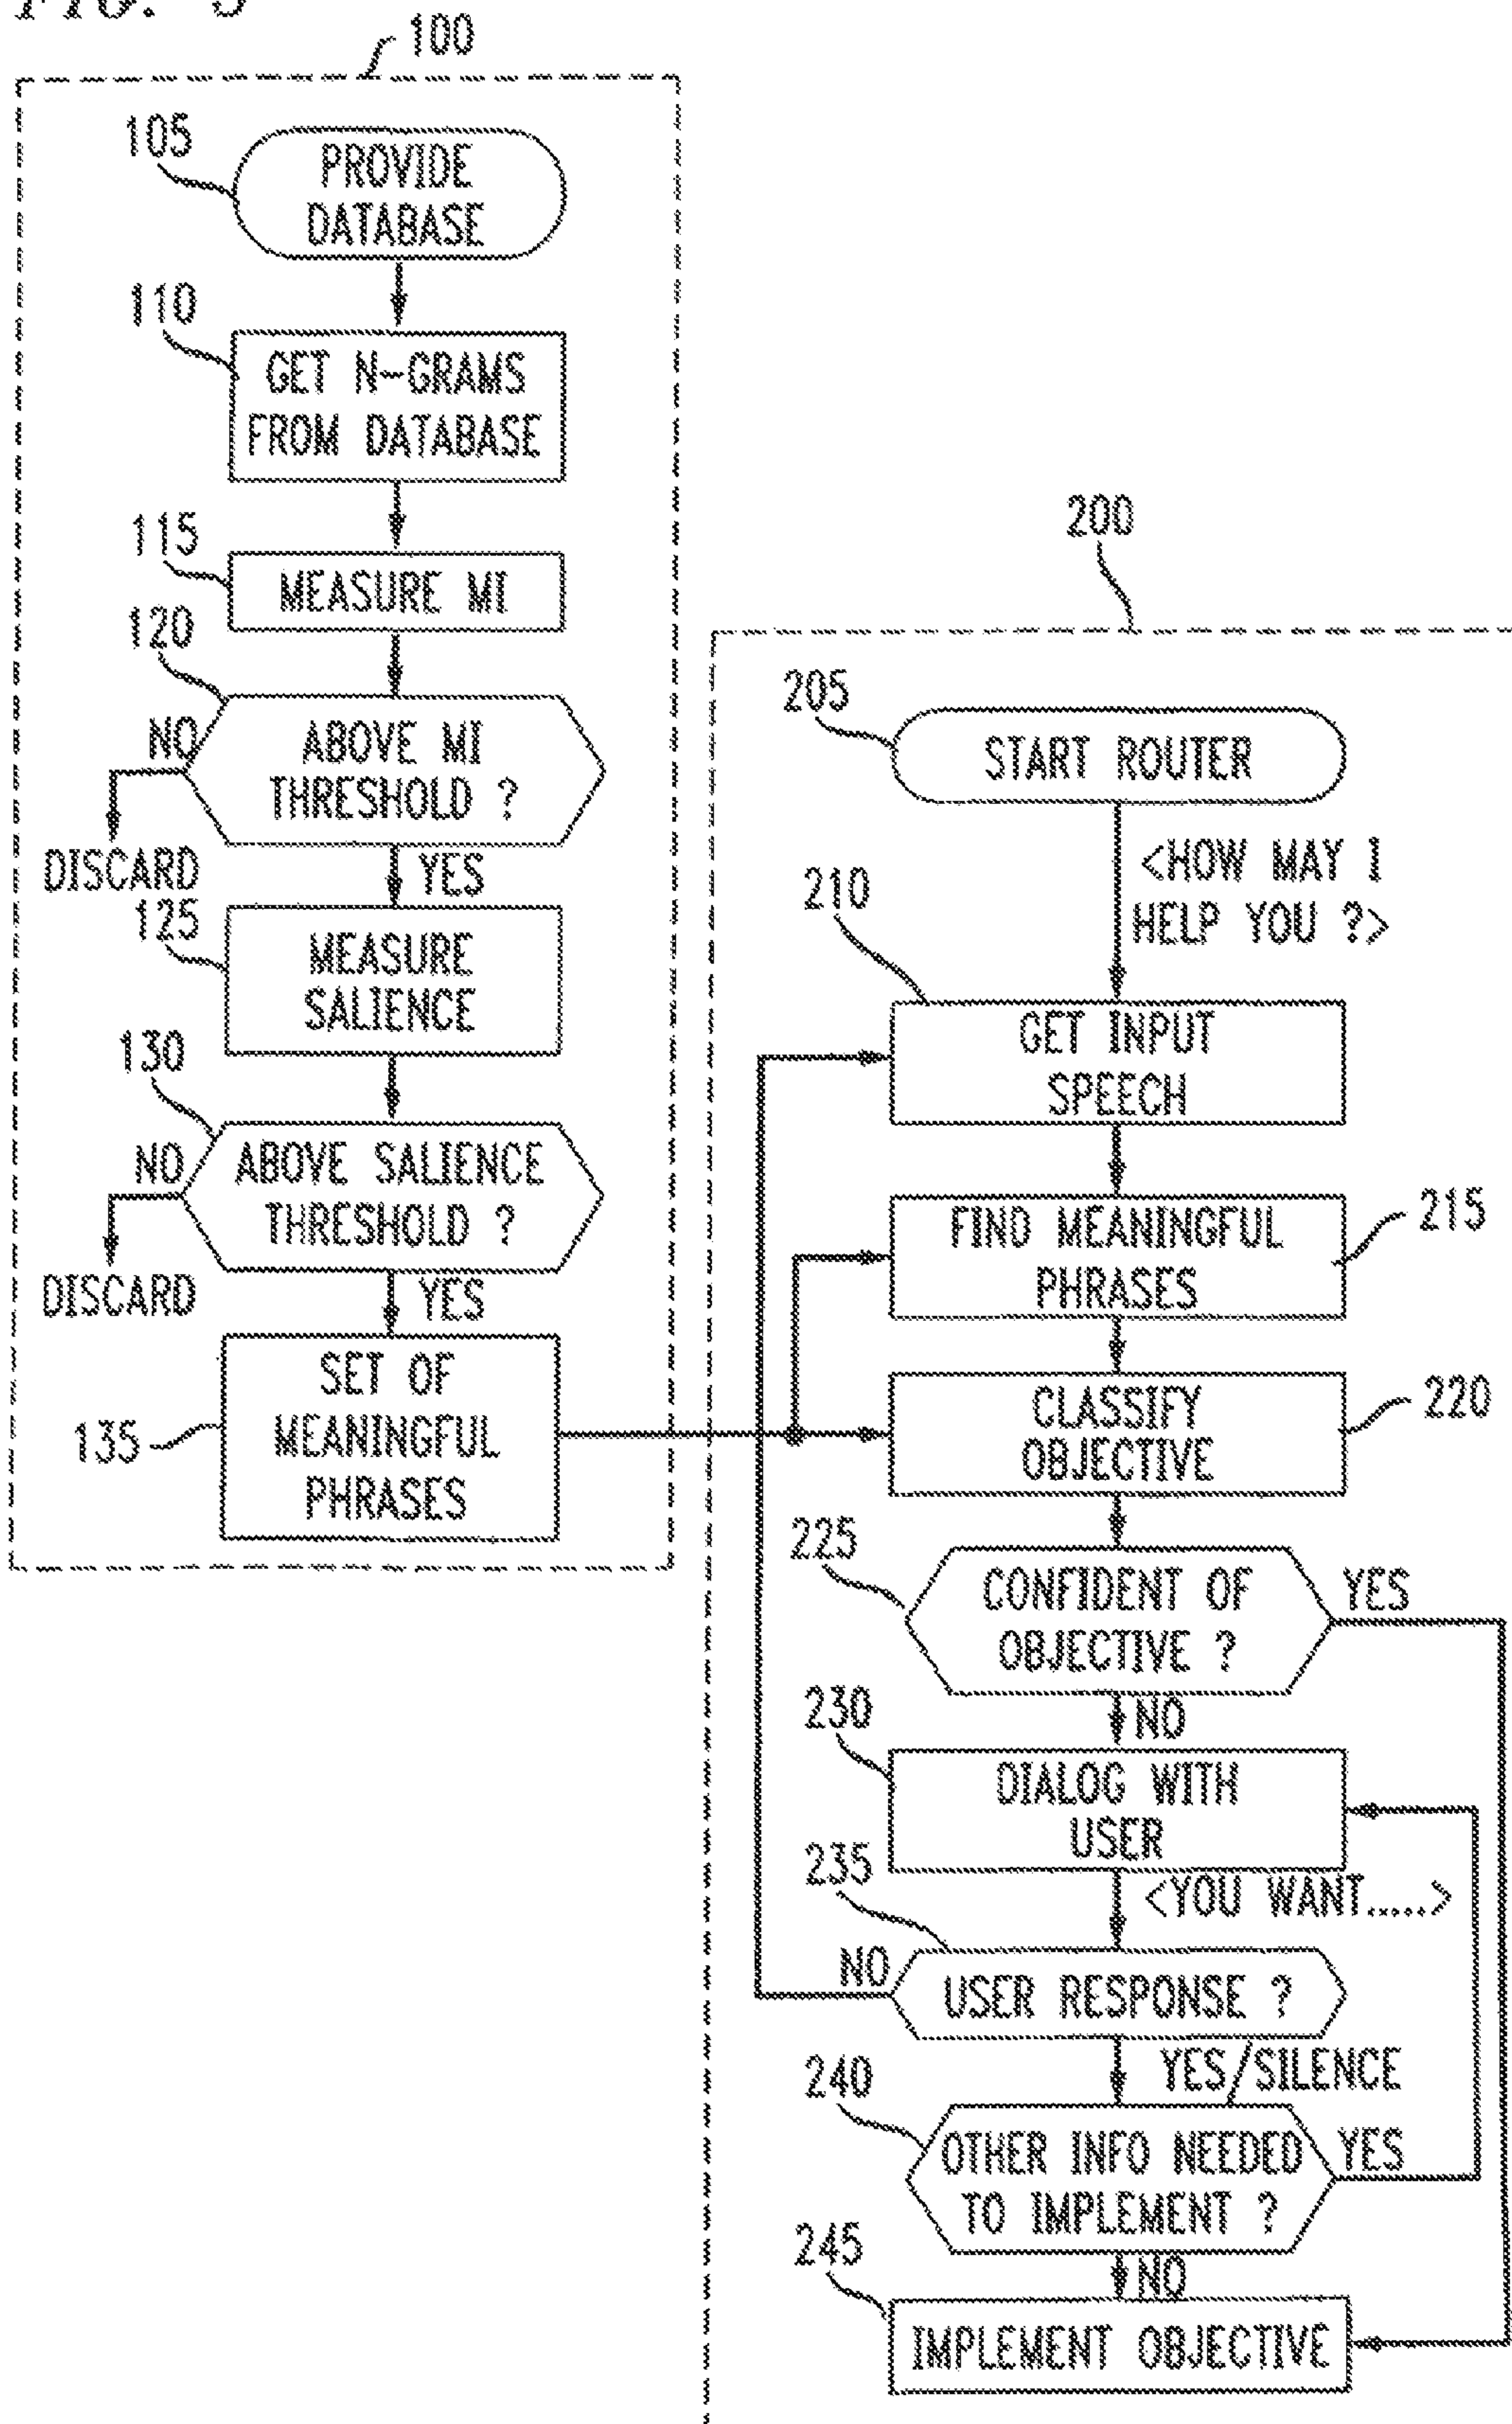 FIG. 3
100
105
PROVIDE
DATABASE
110
GET N-GRAMS
FROM DATABASE
115
MEASURE MI
120
NO
ABOVE MI
THRESHOLD ?
DISCARD
YES
125
MEASURE
SALIENCE
130
NO
ABOVE SALIENCE
THRESHOLD ?
DISCARD
YES
135
SET OF
MEANINGFUL
PHRASES
200
205
START ROUTER
<HOW MAY I
HELP YOU ?>
210
GET INPUT
SPEECH
FIND MEANINGFUL
PHRASES
215
CLASSIFY
OBJECTIVE
220
225
CONFIDENT OF
OBJECTIVE ?
YES
NO
230
DIALOG WITH
USER
235
<YOU WANT.....>
NO
USER RESPONSE ?
YES/SILENCE
240
OTHER INFO NEEDED
TO IMPLEMENT ?
YES
NO
245
IMPLEMENT OBJECTIVE